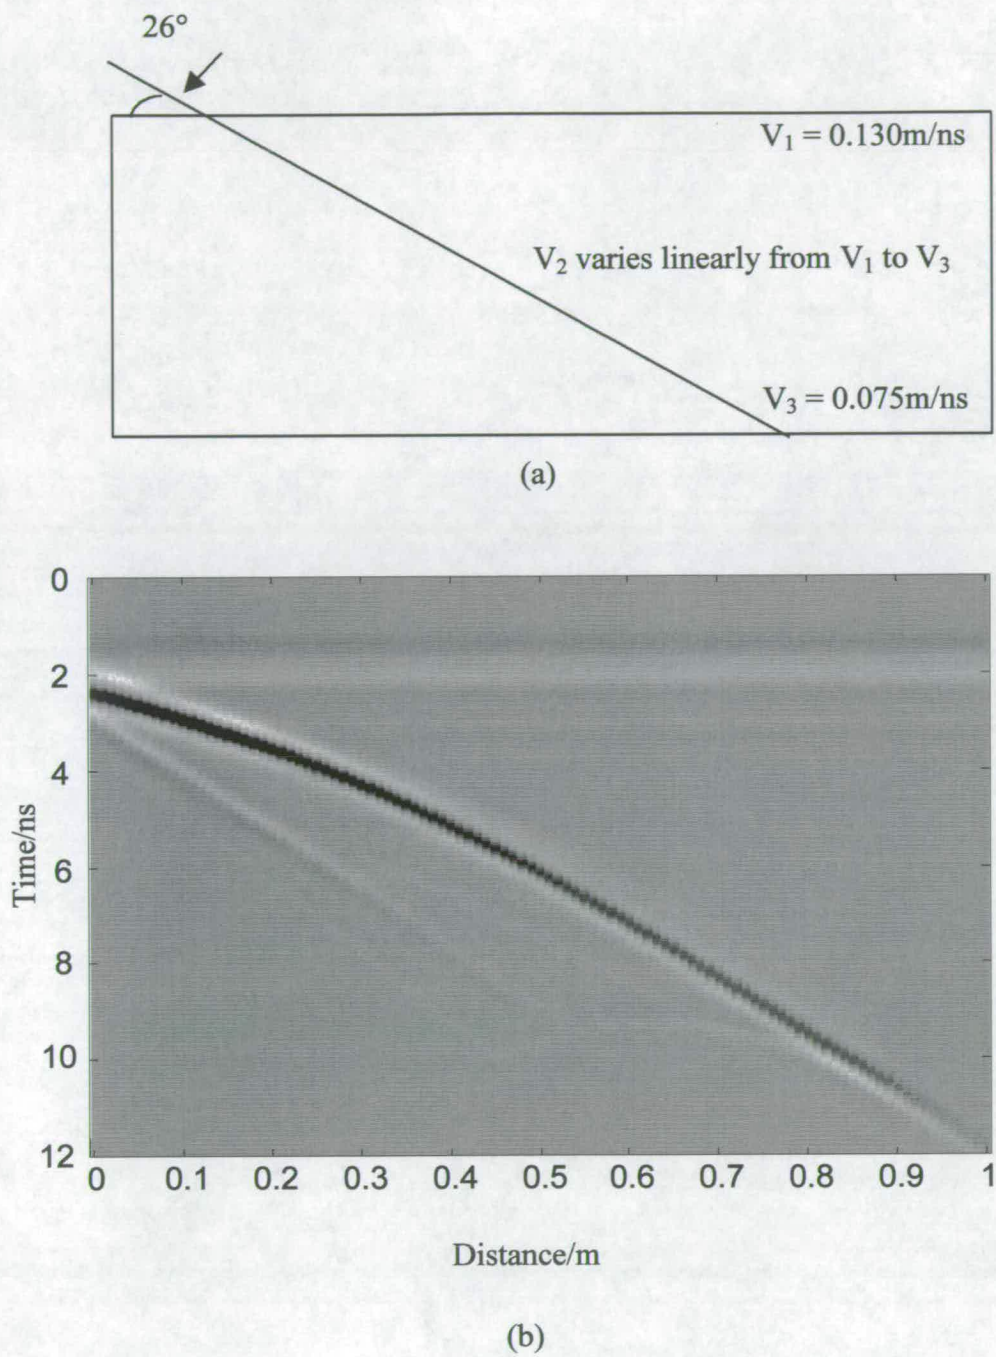 26°
V₁ = 0.130m/ns
V₂ varies linearly from V₁ to V₃
V₃ = 0.075m/ns
(a)
0
2
4
6
8
10
12
Time/ns
0 0.1 0.2 0.3 0.4 0.5 0.6 0.7 0.8 0.9 1
Distance/m
(b)